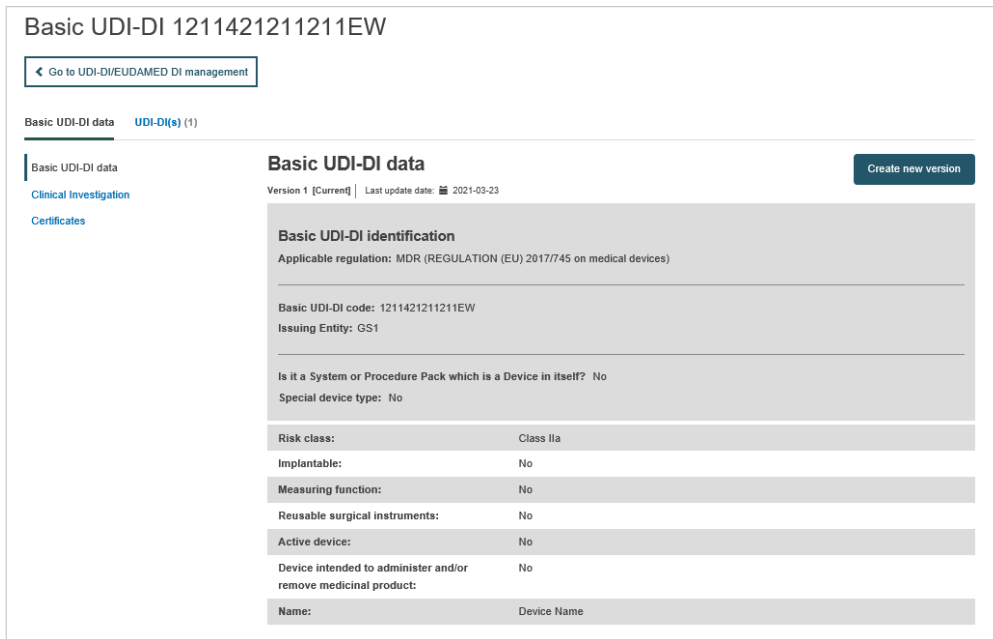 Basic UDI-DI 1211421211211EW
Go to UDI-DI/EUDAMED DI management
Basic UDI-DI data UDI-DI(s) (1)
Basic UDI-DI data
Clinical Investigation
Certificates
Basic UDI-DI data
Create new version
Version 1 [Current] Last update date: 2021-03-23
Basic UDI-DI identification
Applicable regulation: MDR (REGULATION (EU) 2017/745 on medical devices)
Basic UDI-DI code: 1211421211211EW
Issuing Entity: GS1
Is it a System or Procedure Pack which is a Device in itself? No
Special device type: No
Risk class: Class IIa
Implantable: No
Measuring function: No
Reusable surgical instruments: No
Active device: No
Device intended to administer and/or No
remove medicinal product:
Name: Device Name